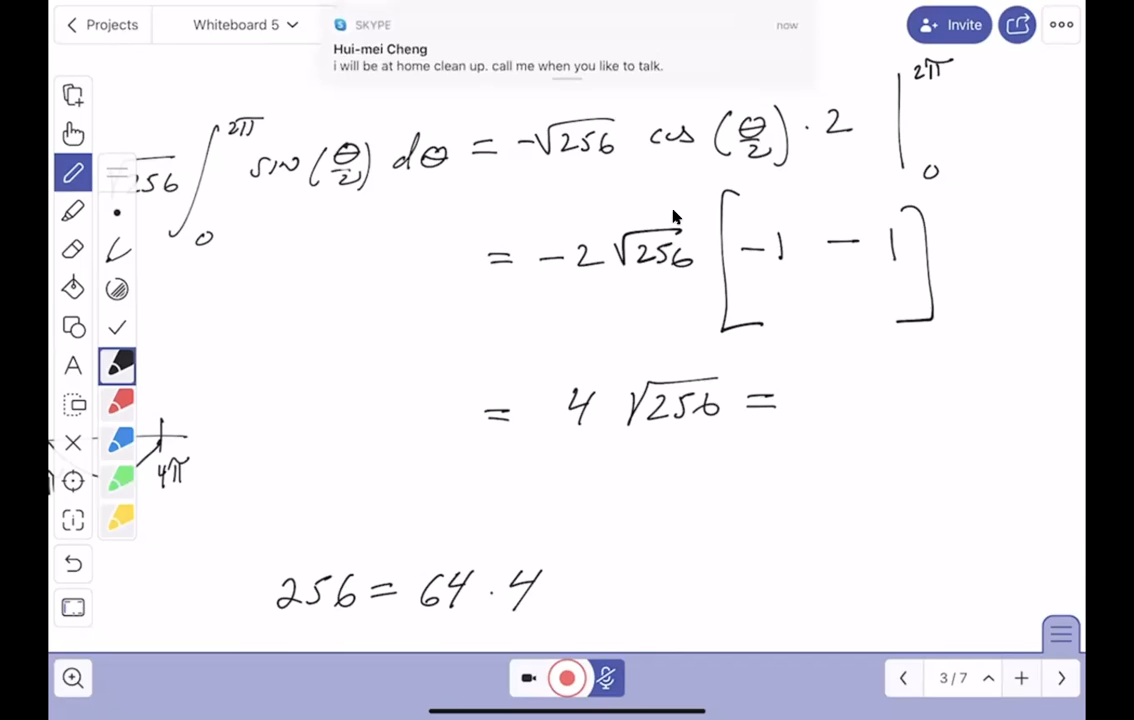 Projects
Whiteboard 5
SKYPE
now
Hui-mei Cheng
i will be at home clean up. call me when you like to talk.
Invite
√256 ∫₀^2π sin(θ/2) dθ = -√256 cos(θ/2) · 2 |₀^2π
= -2 √256 [-1 - 1]
= 4 √256 =
4π
256 = 64 · 4
A
3/7